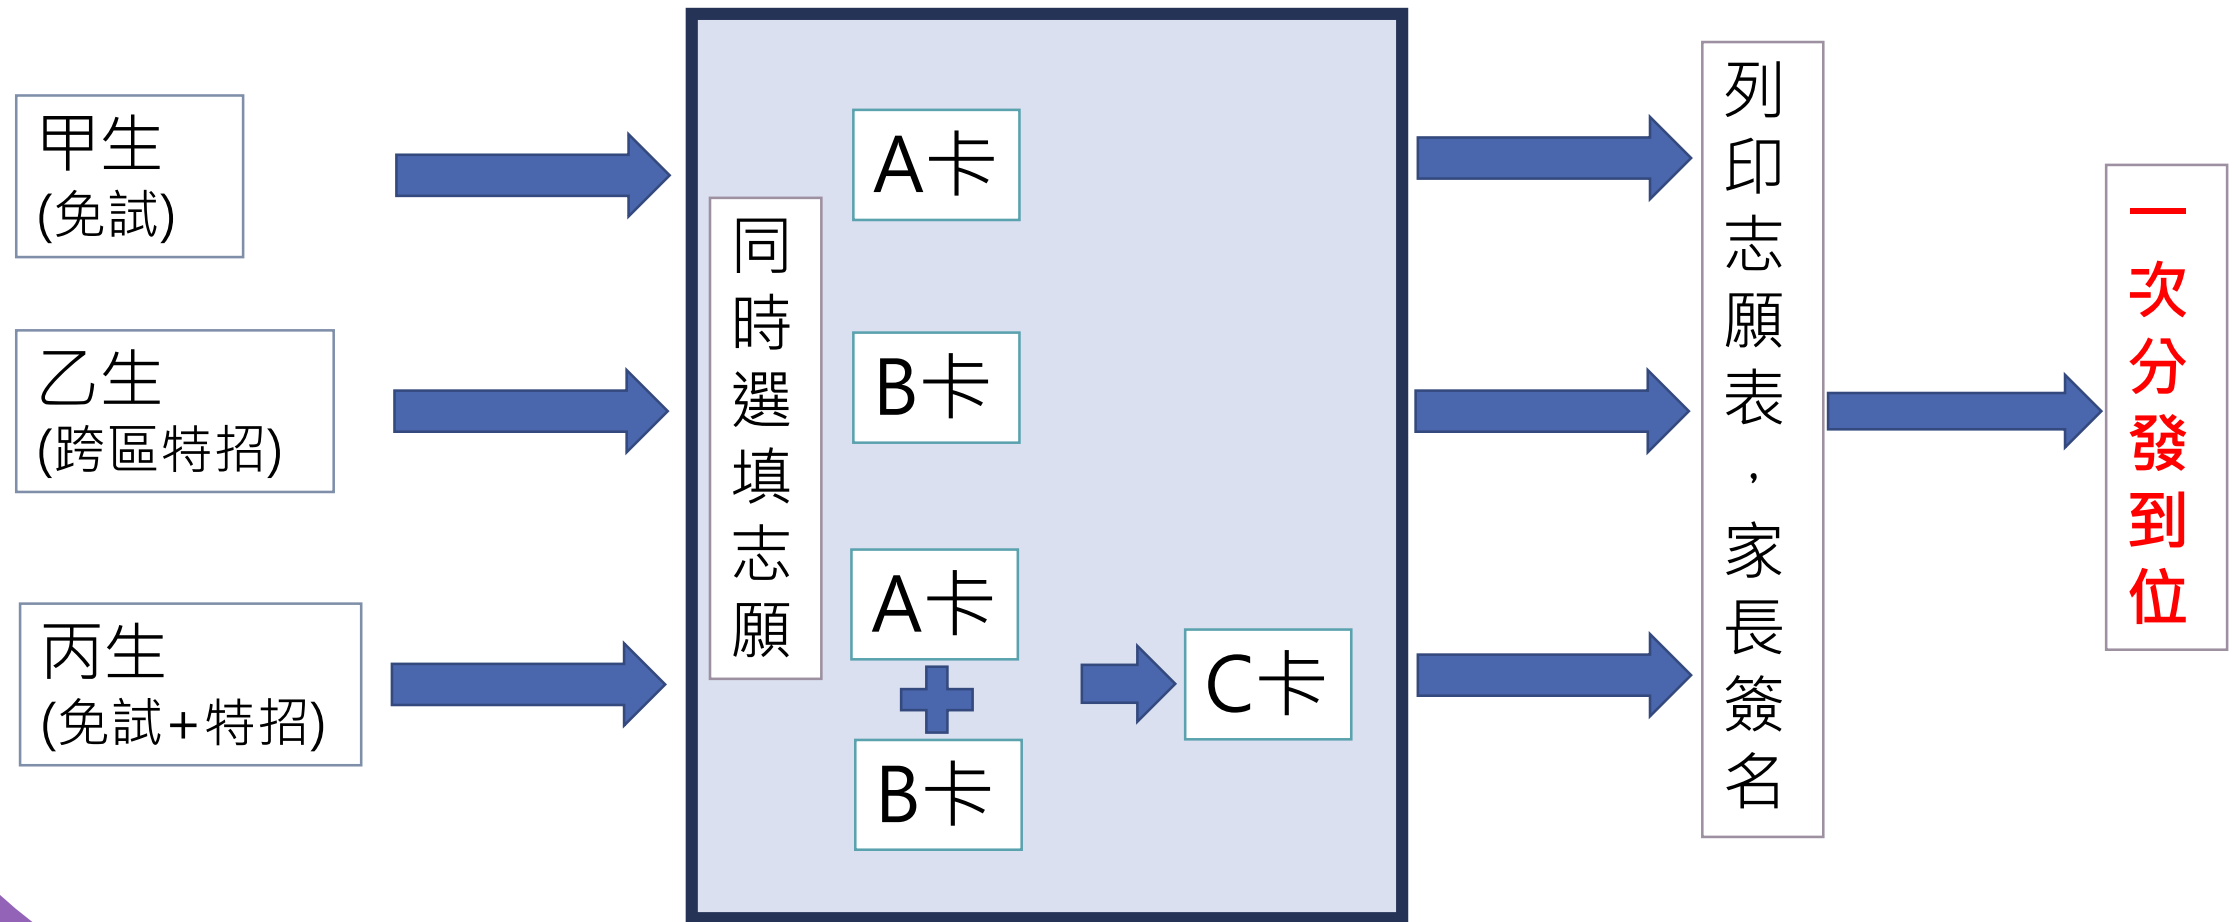 甲生
(免試)
乙生
(跨區特招)
丙生
(免試+特招)
同時選填志願
A卡
B卡
A卡
B卡
C卡
列印志願表，家長簽名
一次分發到位